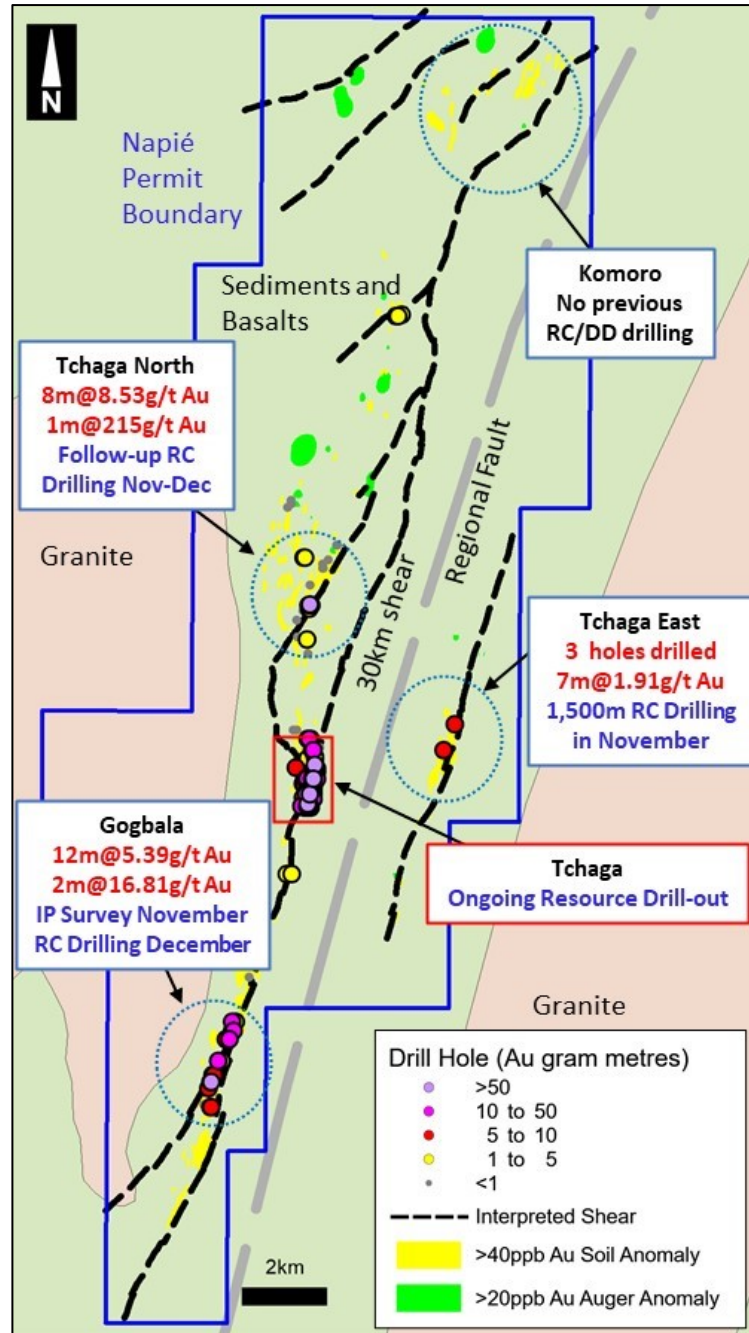 N
Napié
Permit
Boundary
Sediments and
Basalts
Komoro
No previous
RC/DD drilling
Tchaga North
8m@8.53g/t Au
1m@215g/t Au
Follow-up RC
Drilling Nov-Dec
Granite
30km shear
Regional Fault
Tchaga East
3 holes drilled
7m@1.91g/t Au
1,500m RC Drilling
in November
Gogbala
12m@5.39g/t Au
2m@16.81g/t Au
IP Survey November
RC Drilling December
Tchaga
Ongoing Resource Drill-out
Granite
2km
Drill Hole (Au gram metres)
>50
10 to 50
5 to 10
1 to 5
<1
Interpreted Shear
>40ppb Au Soil Anomaly
>20ppb Au Auger Anomaly